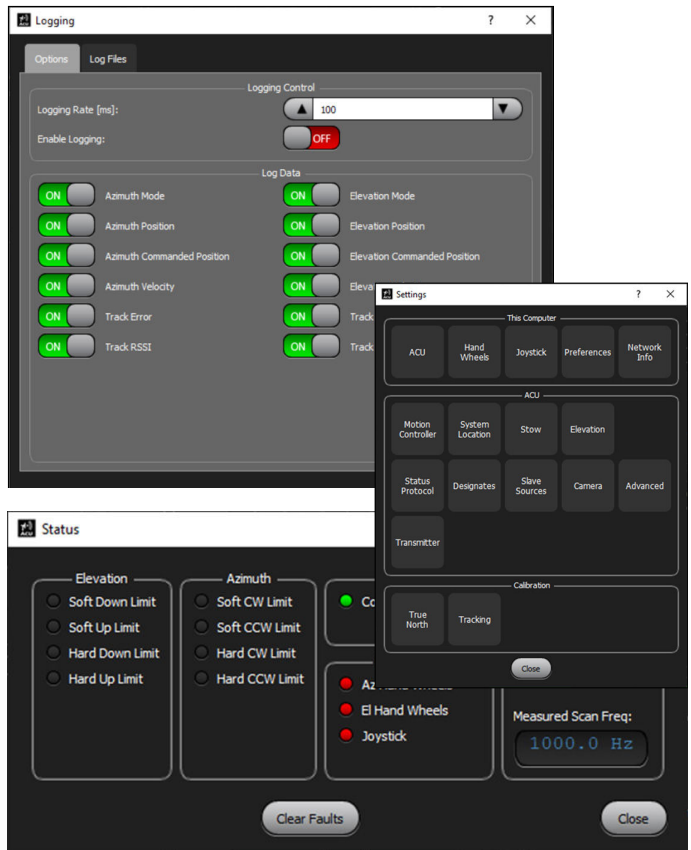 Logging ? ×
Options Log Files
Logging Control
Logging Rate [ms]: 100
Enable Logging: OFF
Log Data
ON Azimuth Mode ON Elevation Mode
ON Azimuth Position ON Elevation Position
ON Azimuth Commanded Position ON Elevation Commanded Position
ON Azimuth Velocity ON
ON Track Error ON Track
ON Track RSSI ON Track
Settings ? ×
This Computer
ACU Hand Wheels Joystick Preferences Network Info
ACU
Motion Controller System Location Stow Elevation
Status Protocol Designates Slave Sources Camera Advanced
Transmitter
Calibration
True North Tracking
Close
ACU Status
Elevation Azimuth
Soft Down Limit Soft CW Limit
Soft Up Limit Soft CCW Limit
Hard Down Limit Hard CW Limit
Hard Up Limit Hard CCW Limit
Az Hand Wheels
El Hand Wheels
Joystick
Measured Scan Freq:
1000.0 Hz
Clear Faults Close